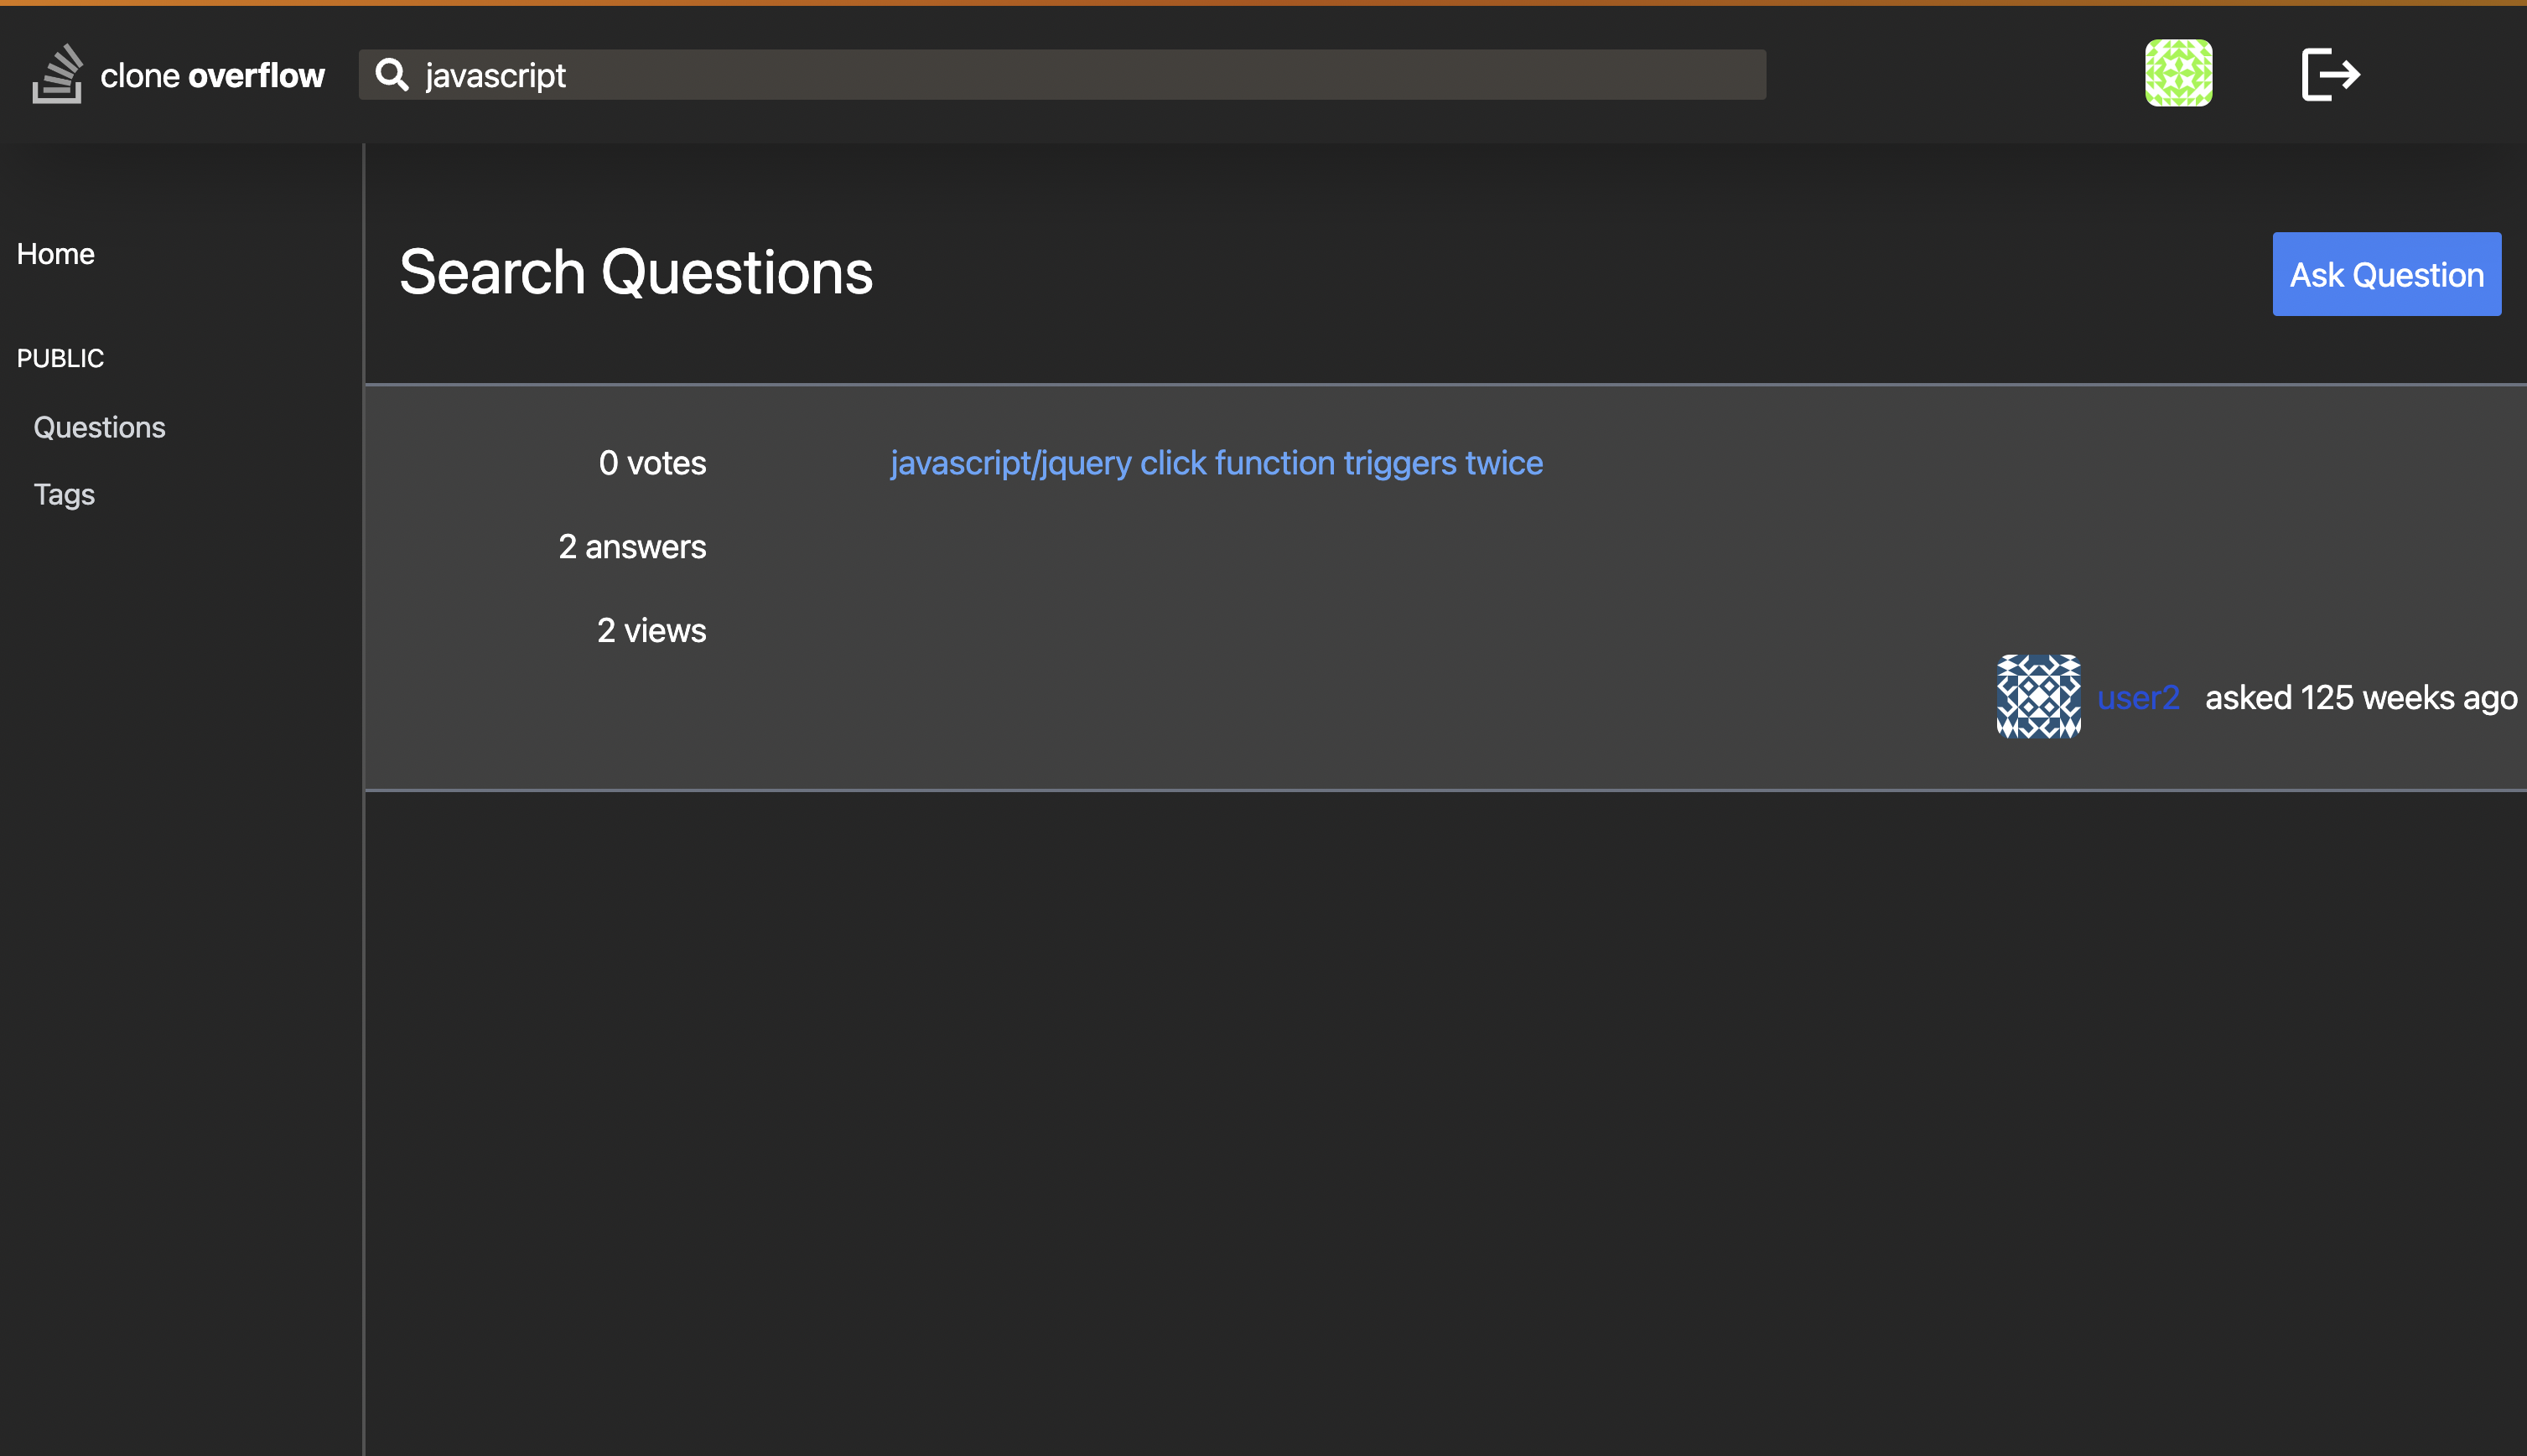 clone overflow
javascript
Home
PUBLIC
Questions
Tags
Search Questions
Ask Question
0 votes
javascript/jquery click function triggers twice
2 answers
2 views
user2 asked 125 weeks ago